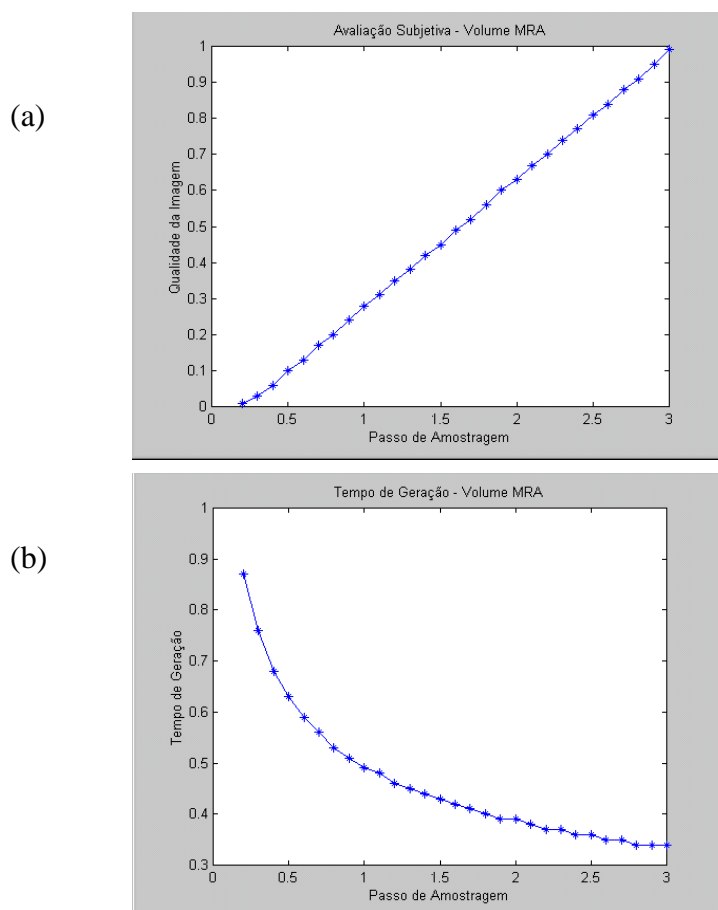 (a)
Avaliação Subjetiva - Volume MRA
1
0.9
0.8
0.7
0.6
0.5
0.4
0.3
0.2
0.1
0
Qualidade da Imagem
0 0.5 1 1.5 2 2.5 3
Passo de Amostragem
(b)
Tempo de Geração - Volume MRA
1
0.9
0.8
0.7
0.6
0.5
0.4
0.3
Tempo de Geração
0 0.5 1 1.5 2 2.5 3
Passo de Amostragem